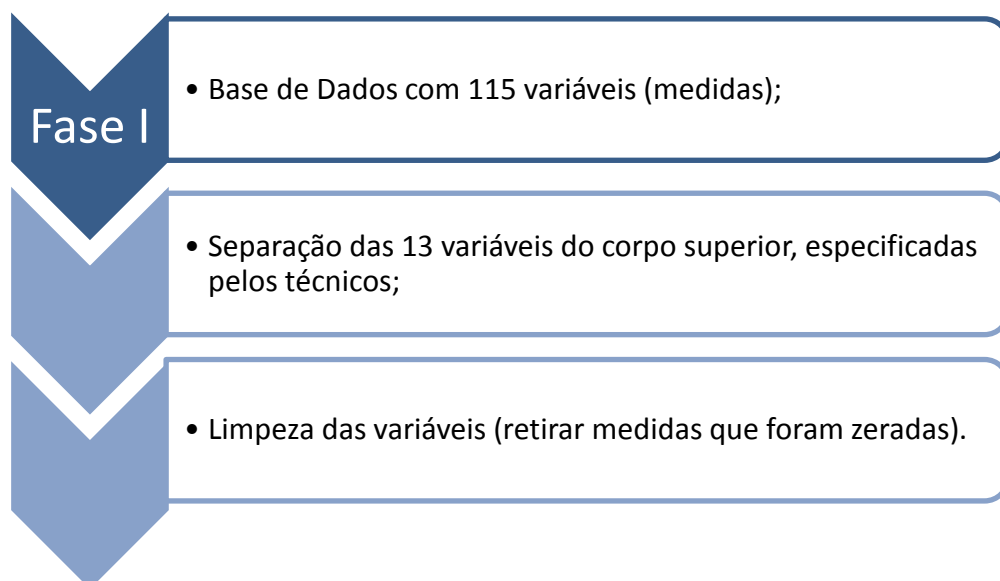 Fase I
• Base de Dados com 115 variáveis (medidas);
• Separação das 13 variáveis do corpo superior, especificadas
pelos técnicos;
• Limpeza das variáveis (retirar medidas que foram zeradas).